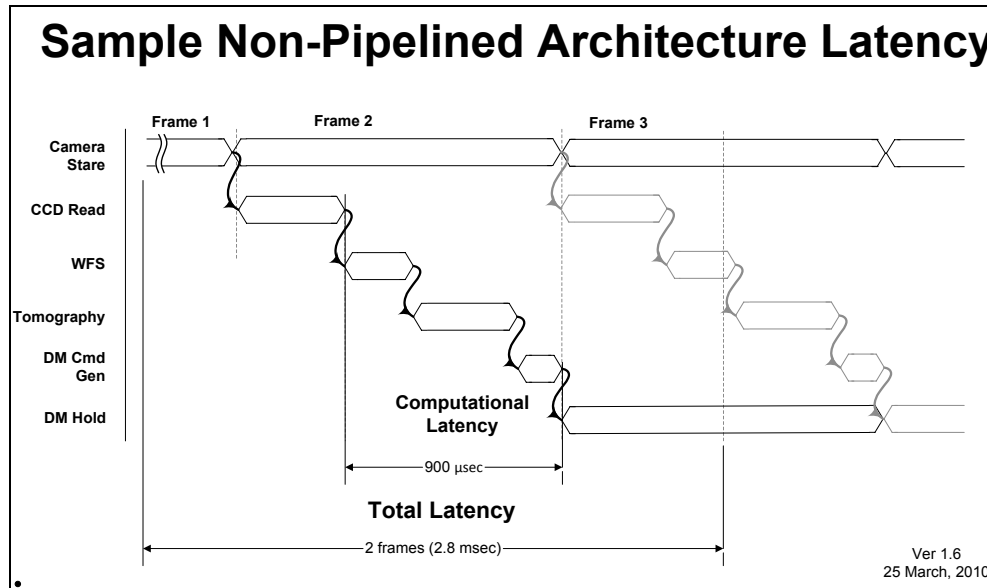 Sample Non-Pipelined Architecture Latency
Frame 1
Frame 2
Frame 3
Camera
Stare
CCD Read
WFS
Tomography
DM Cmd
Gen
DM Hold
Computational
Latency
900 µsec
Total Latency
2 frames (2.8 msec)
Ver 1.6
25 March, 2010